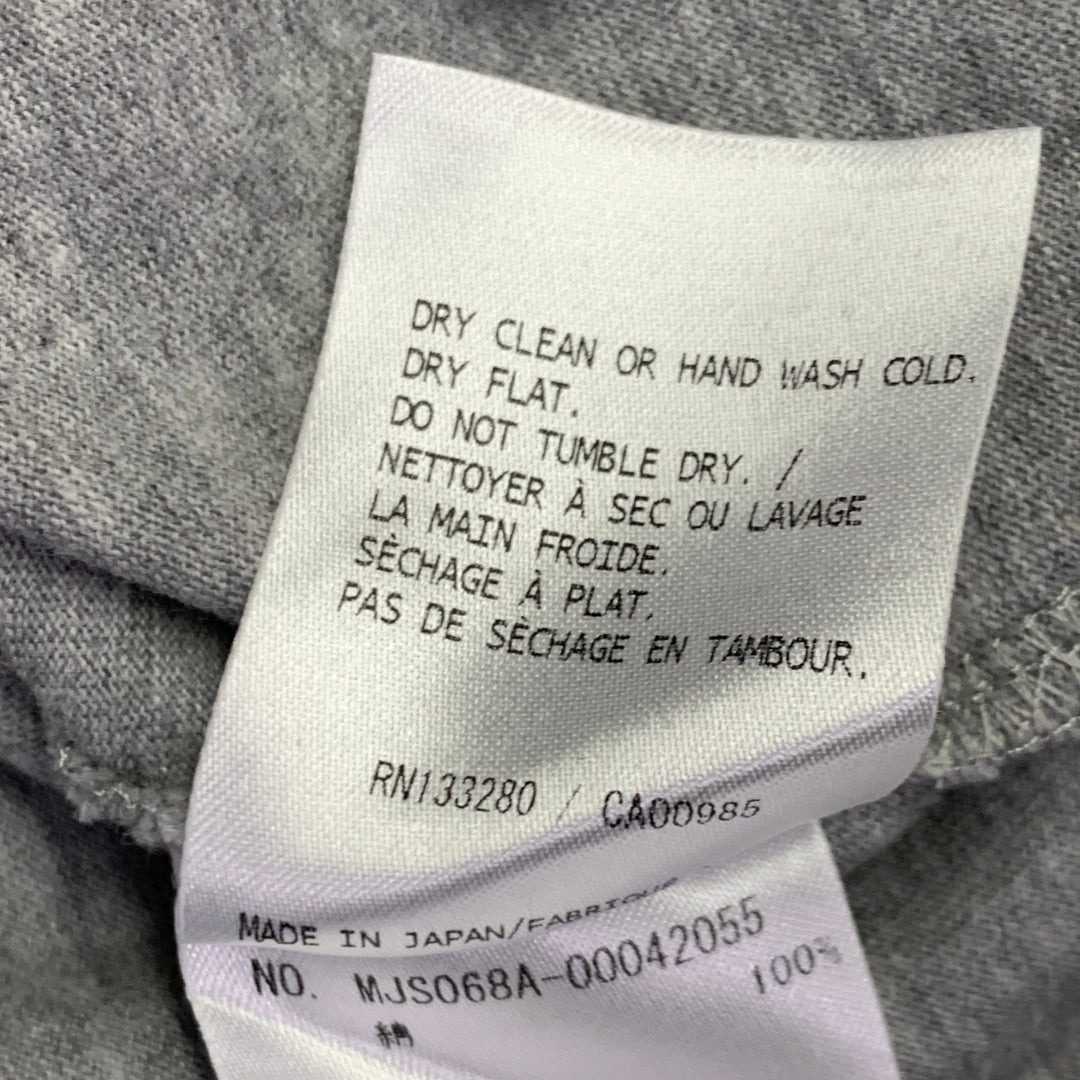 DRY CLEAN OR HAND WASH COLD.
DRY FLAT.
DO NOT TUMBLE DRY. /
NETTOYER À SEC OU LAVAGE
LA MAIN FROIDE.
SÈCHAGE À PLAT.
PAS DE SÈCHAGE EN TAMBOUR.
RN133280 / CA00985
MADE IN JAPAN/FABRIQUE
NO. MJS068A-00042055
綿 100%